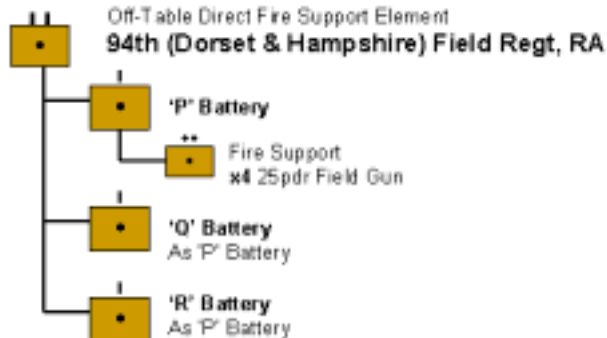 Off-Table Direct Fire Support Element
94th (Dorset & Hampshire) Field Regt, RA
'P' Battery
Fire Support
x4 25pdr Field Gun
'Q' Battery
As 'P' Battery
'R' Battery
As 'P' Battery